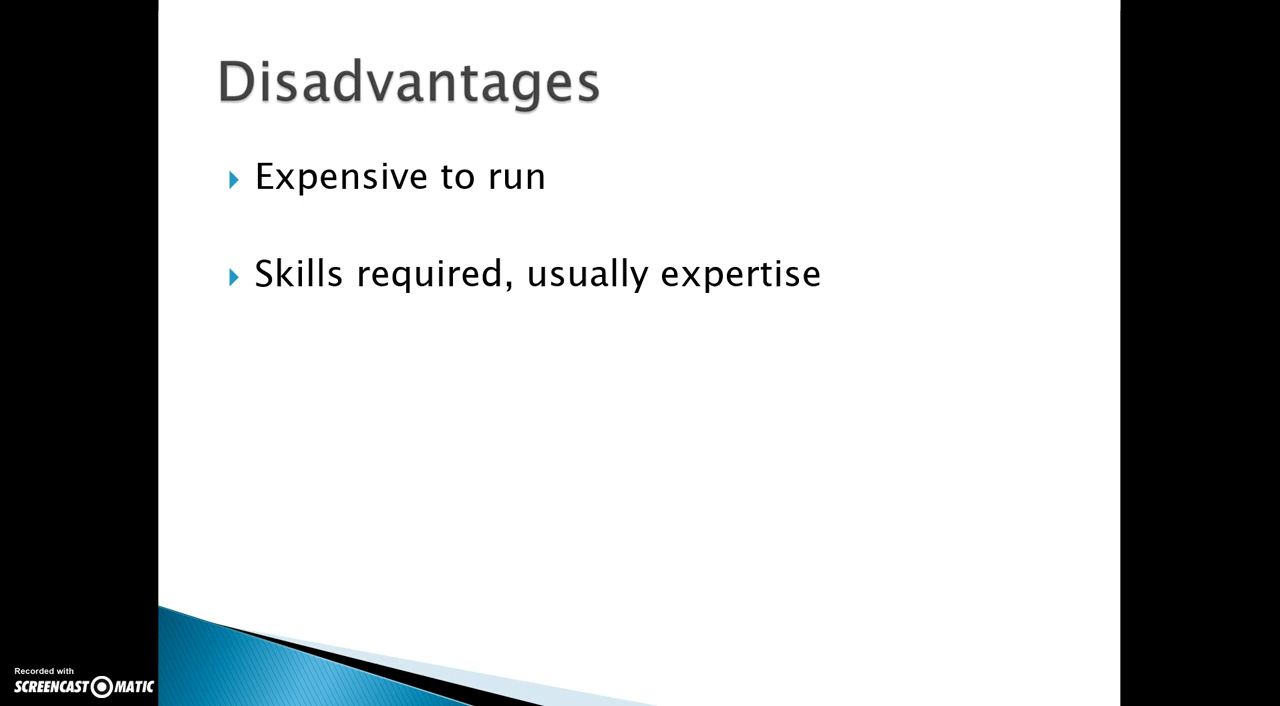 Disadvantages
Expensive to run
Skills required, usually expertise
Recorded with
SCREENCAST MATIC